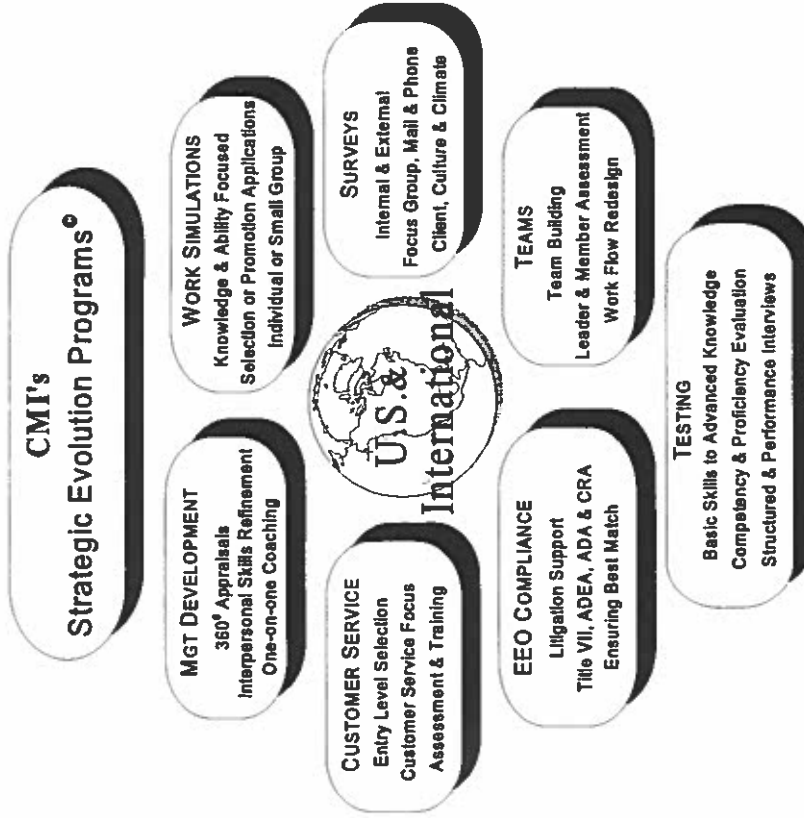 CMI's
Strategic Evolution Programs©
MGT DEVELOPMENT
360° Appraisals
Interpersonal Skills Refinement
One-on-one Coaching
WORK SIMULATIONS
Knowledge & Ability Focused
Selection or Promotion Applications
Individual or Small Group
CUSTOMER SERVICE
Entry Level Selection
Customer Service Focus
Assessment & Training
U.S.&
International
SURVEYS
Internal & External
Focus Group, Mail & Phone
Client, Culture & Climate
EEO COMPLIANCE
Litigation Support
Title VII, ADEA, ADA & CRA
Ensuring Best Match
TEAMS
Team Building
Leader & Member Assessment
Work Flow Redesign
TESTING
Basic Skills to Advanced Knowledge
Competency & Proficiency Evaluation
Structured & Performance Interviews